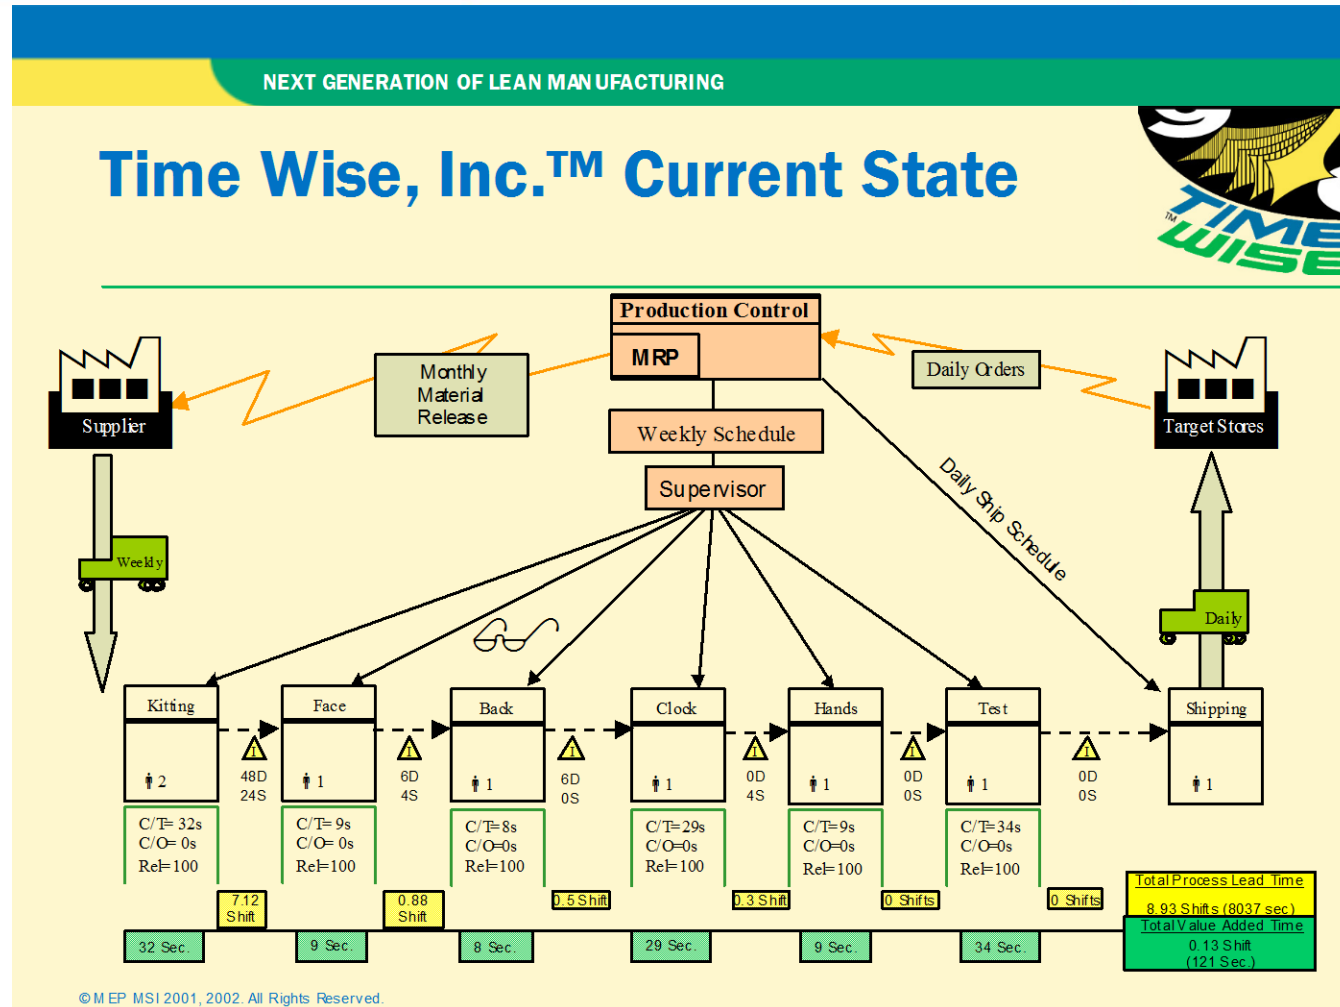 NEXT GENERATION OF LEAN MANUFACTURING
Time Wise, Inc.™ Current State
TIME
™
WISE
Production Control
MRP
Monthly
Material
Release
Daily Orders
Supplier
Target Stores
Weekly Schedule
Supervisor
Daily Ship Schedule
Weekly
Daily
Kitting
Face
Back
Clock
Hands
Test
Shipping
I
I
I
I
I
I
2
1
1
1
1
1
1
48D
24S
6D
4S
6D
0S
0D
4S
0D
0S
0D
0S
C/T= 32s
C/O= 0s
Rel=100
C/T= 9s
C/O= 0s
Rel=100
C/T=8s
C/O=0s
Rel=100
C/T=29s
C/O=0s
Rel=100
C/T=9s
C/O=0s
Rel=100
C/T=34s
C/O=0s
Rel=100
7.12
Shift
0.88
Shift
0.5 Shift
0.3 Shift
0 Shifts
0 Shifts
Total Process Lead Time
8.93 Shifts (8037 sec)
Total Value Added Time
0.13 Shift
(121 Sec.)
32 Sec.
9 Sec.
8 Sec.
29 Sec.
9 Sec.
34 Sec.
© MEP MSI 2001, 2002. All Rights Reserved.